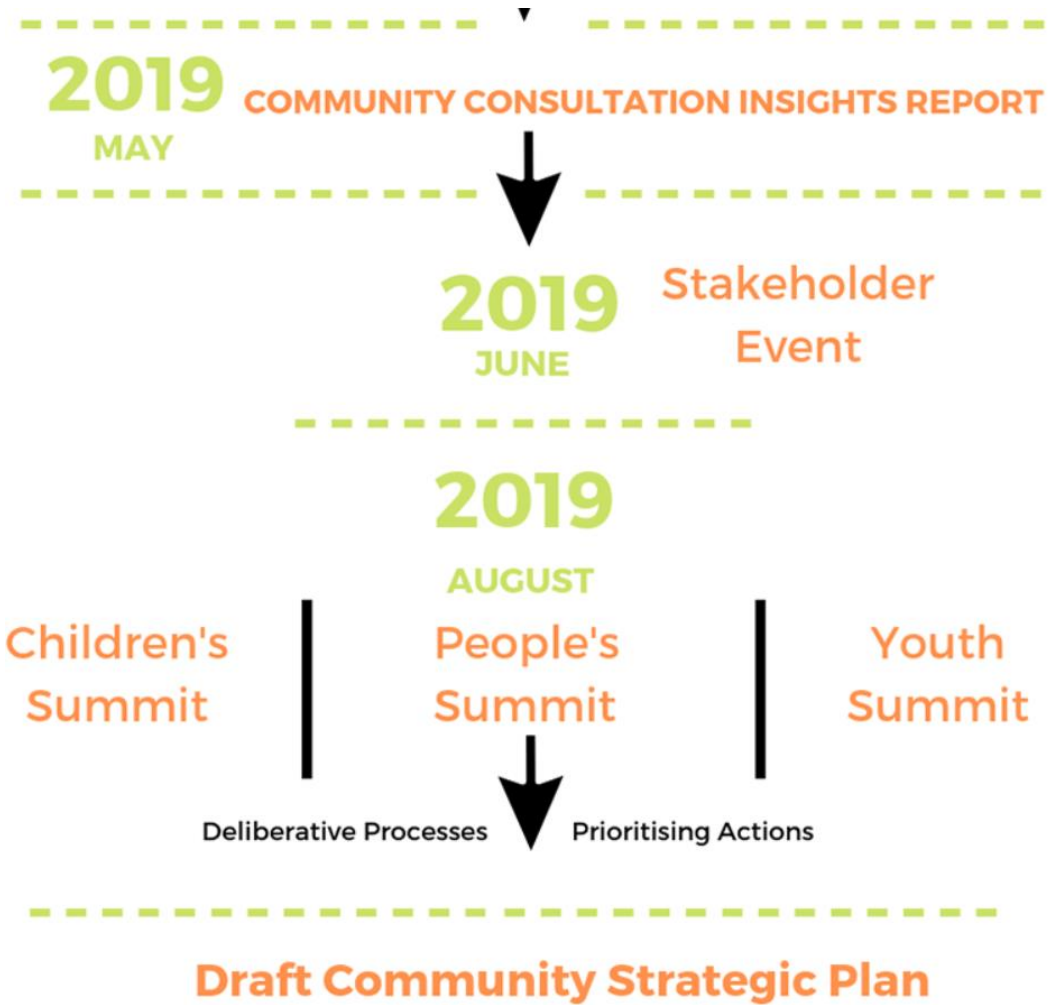 2019
MAY
COMMUNITY CONSULTATION INSIGHTS REPORT
2019
JUNE
Stakeholder
Event
2019
AUGUST
Children's
Summit
People's
Summit
Youth
Summit
Deliberative Processes
Prioritising Actions
Draft Community Strategic Plan